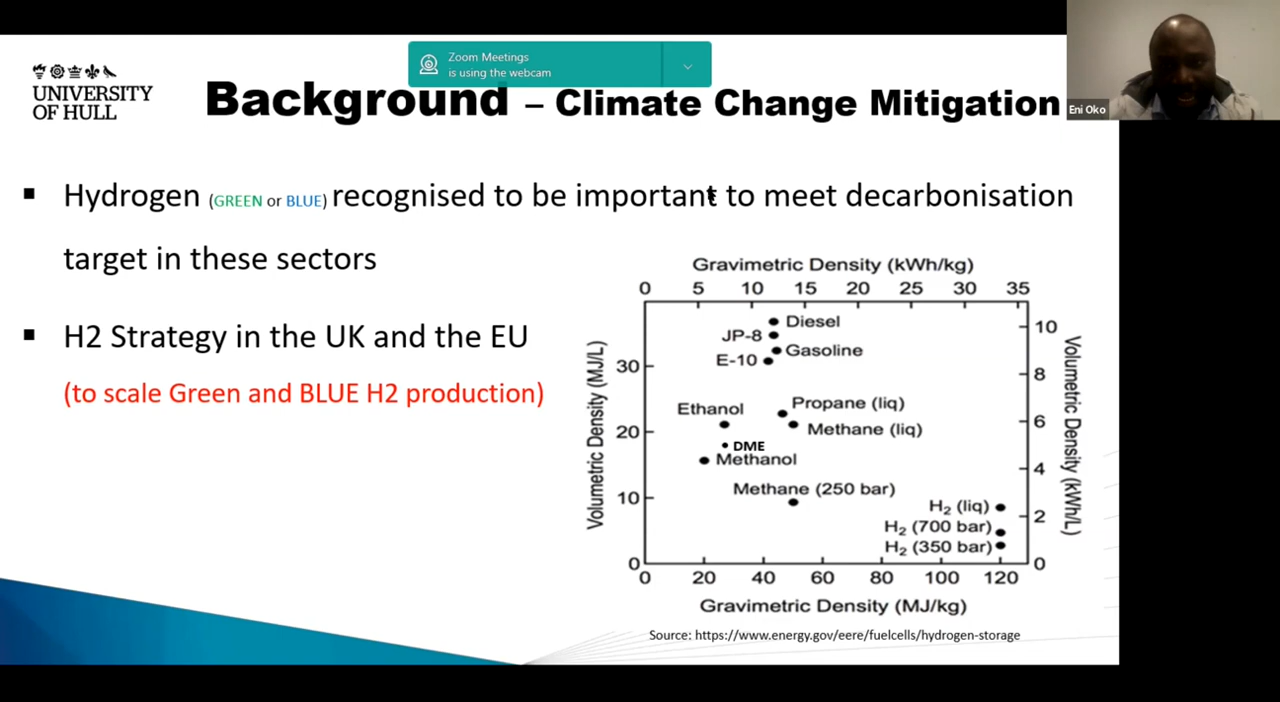 Zoom Meetings
is using the webcam
UNIVERSITY
OF HULL
Background – Climate Change Mitigation
Eni Oko
▪ Hydrogen (GREEN or BLUE) recognised to be important to meet decarbonisation
target in these sectors
▪ H2 Strategy in the UK and the EU
(to scale Green and BLUE H2 production)
Gravimetric Density (kWh/kg)
0 5 10 15 20 25 30 35
Volumetric Density (MJ/L)
30
20
10
0
Diesel
JP-8
Gasoline
E-10
Propane (liq)
Ethanol
Methane (liq)
DME
Methanol
Methane (250 bar)
H₂ (liq)
H₂ (700 bar)
H₂ (350 bar)
10
8
6
4
2
0
Volumetric Density (kWh/L)
0 20 40 60 80 100 120
Gravimetric Density (MJ/kg)
Source: https://www.energy.gov/eere/fuelcells/hydrogen-storage